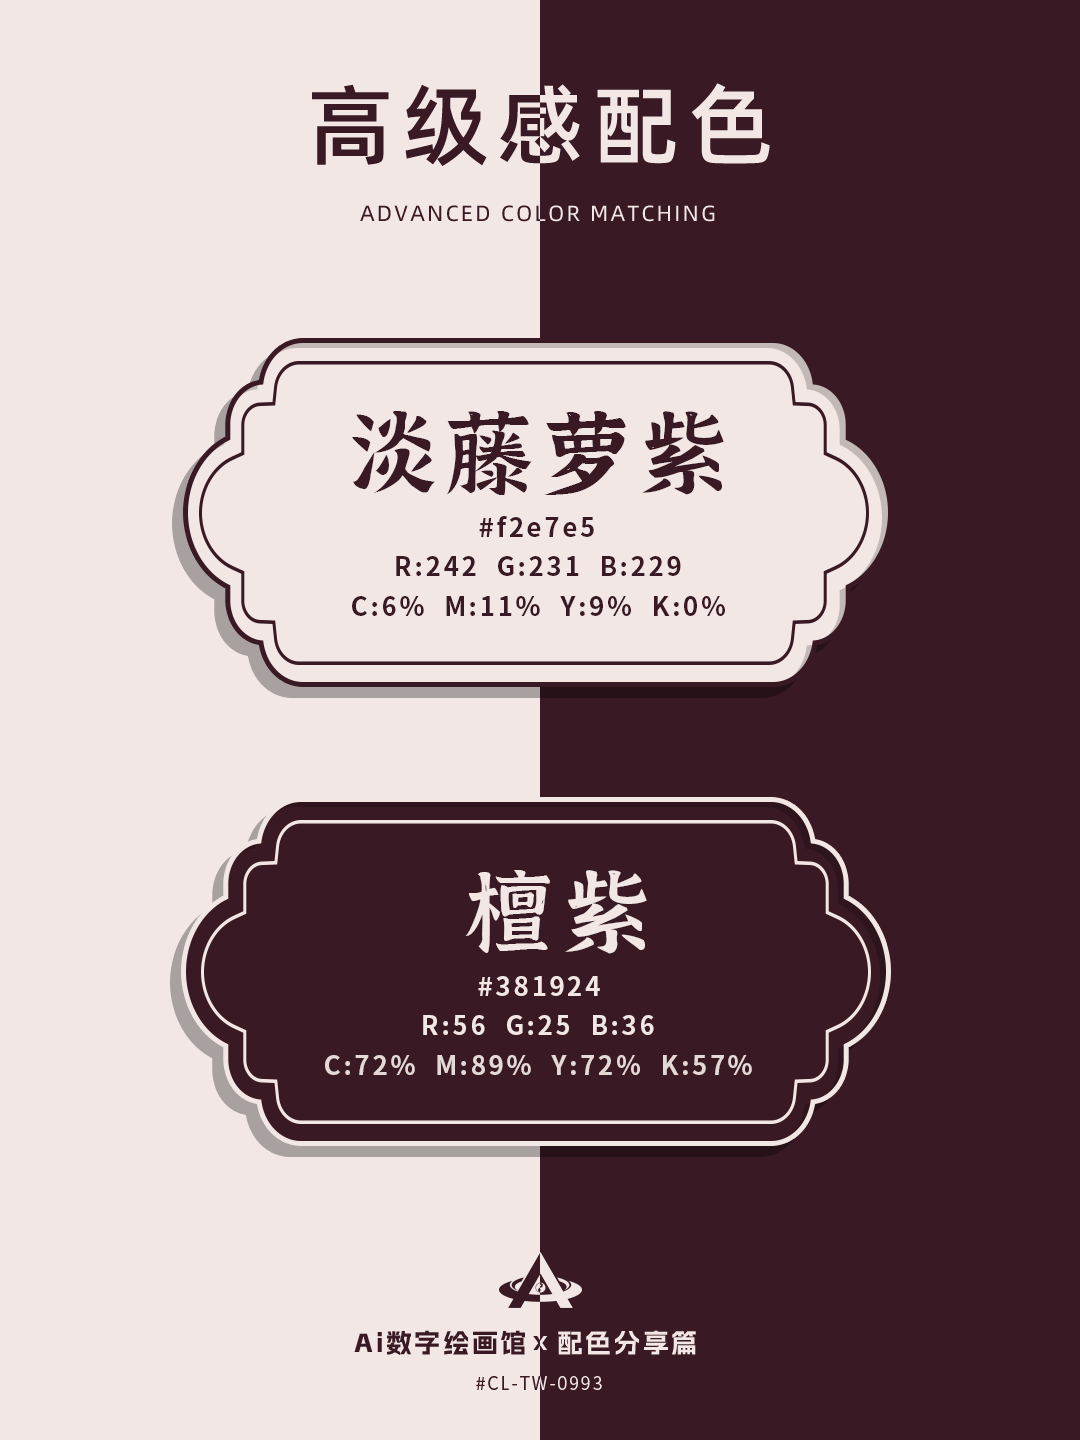 高级感配色
ADVANCED COLOR MATCHING
淡藤萝紫
#f2e7e5
R:242 G:231 B:229
C:6% M:11% Y:9% K:0%
檀紫
#381924
R:56 G:25 B:36
C:72% M:89% Y:72% K:57%
Ai数字绘画馆 x 配色分享篇
#CL-TW-0993